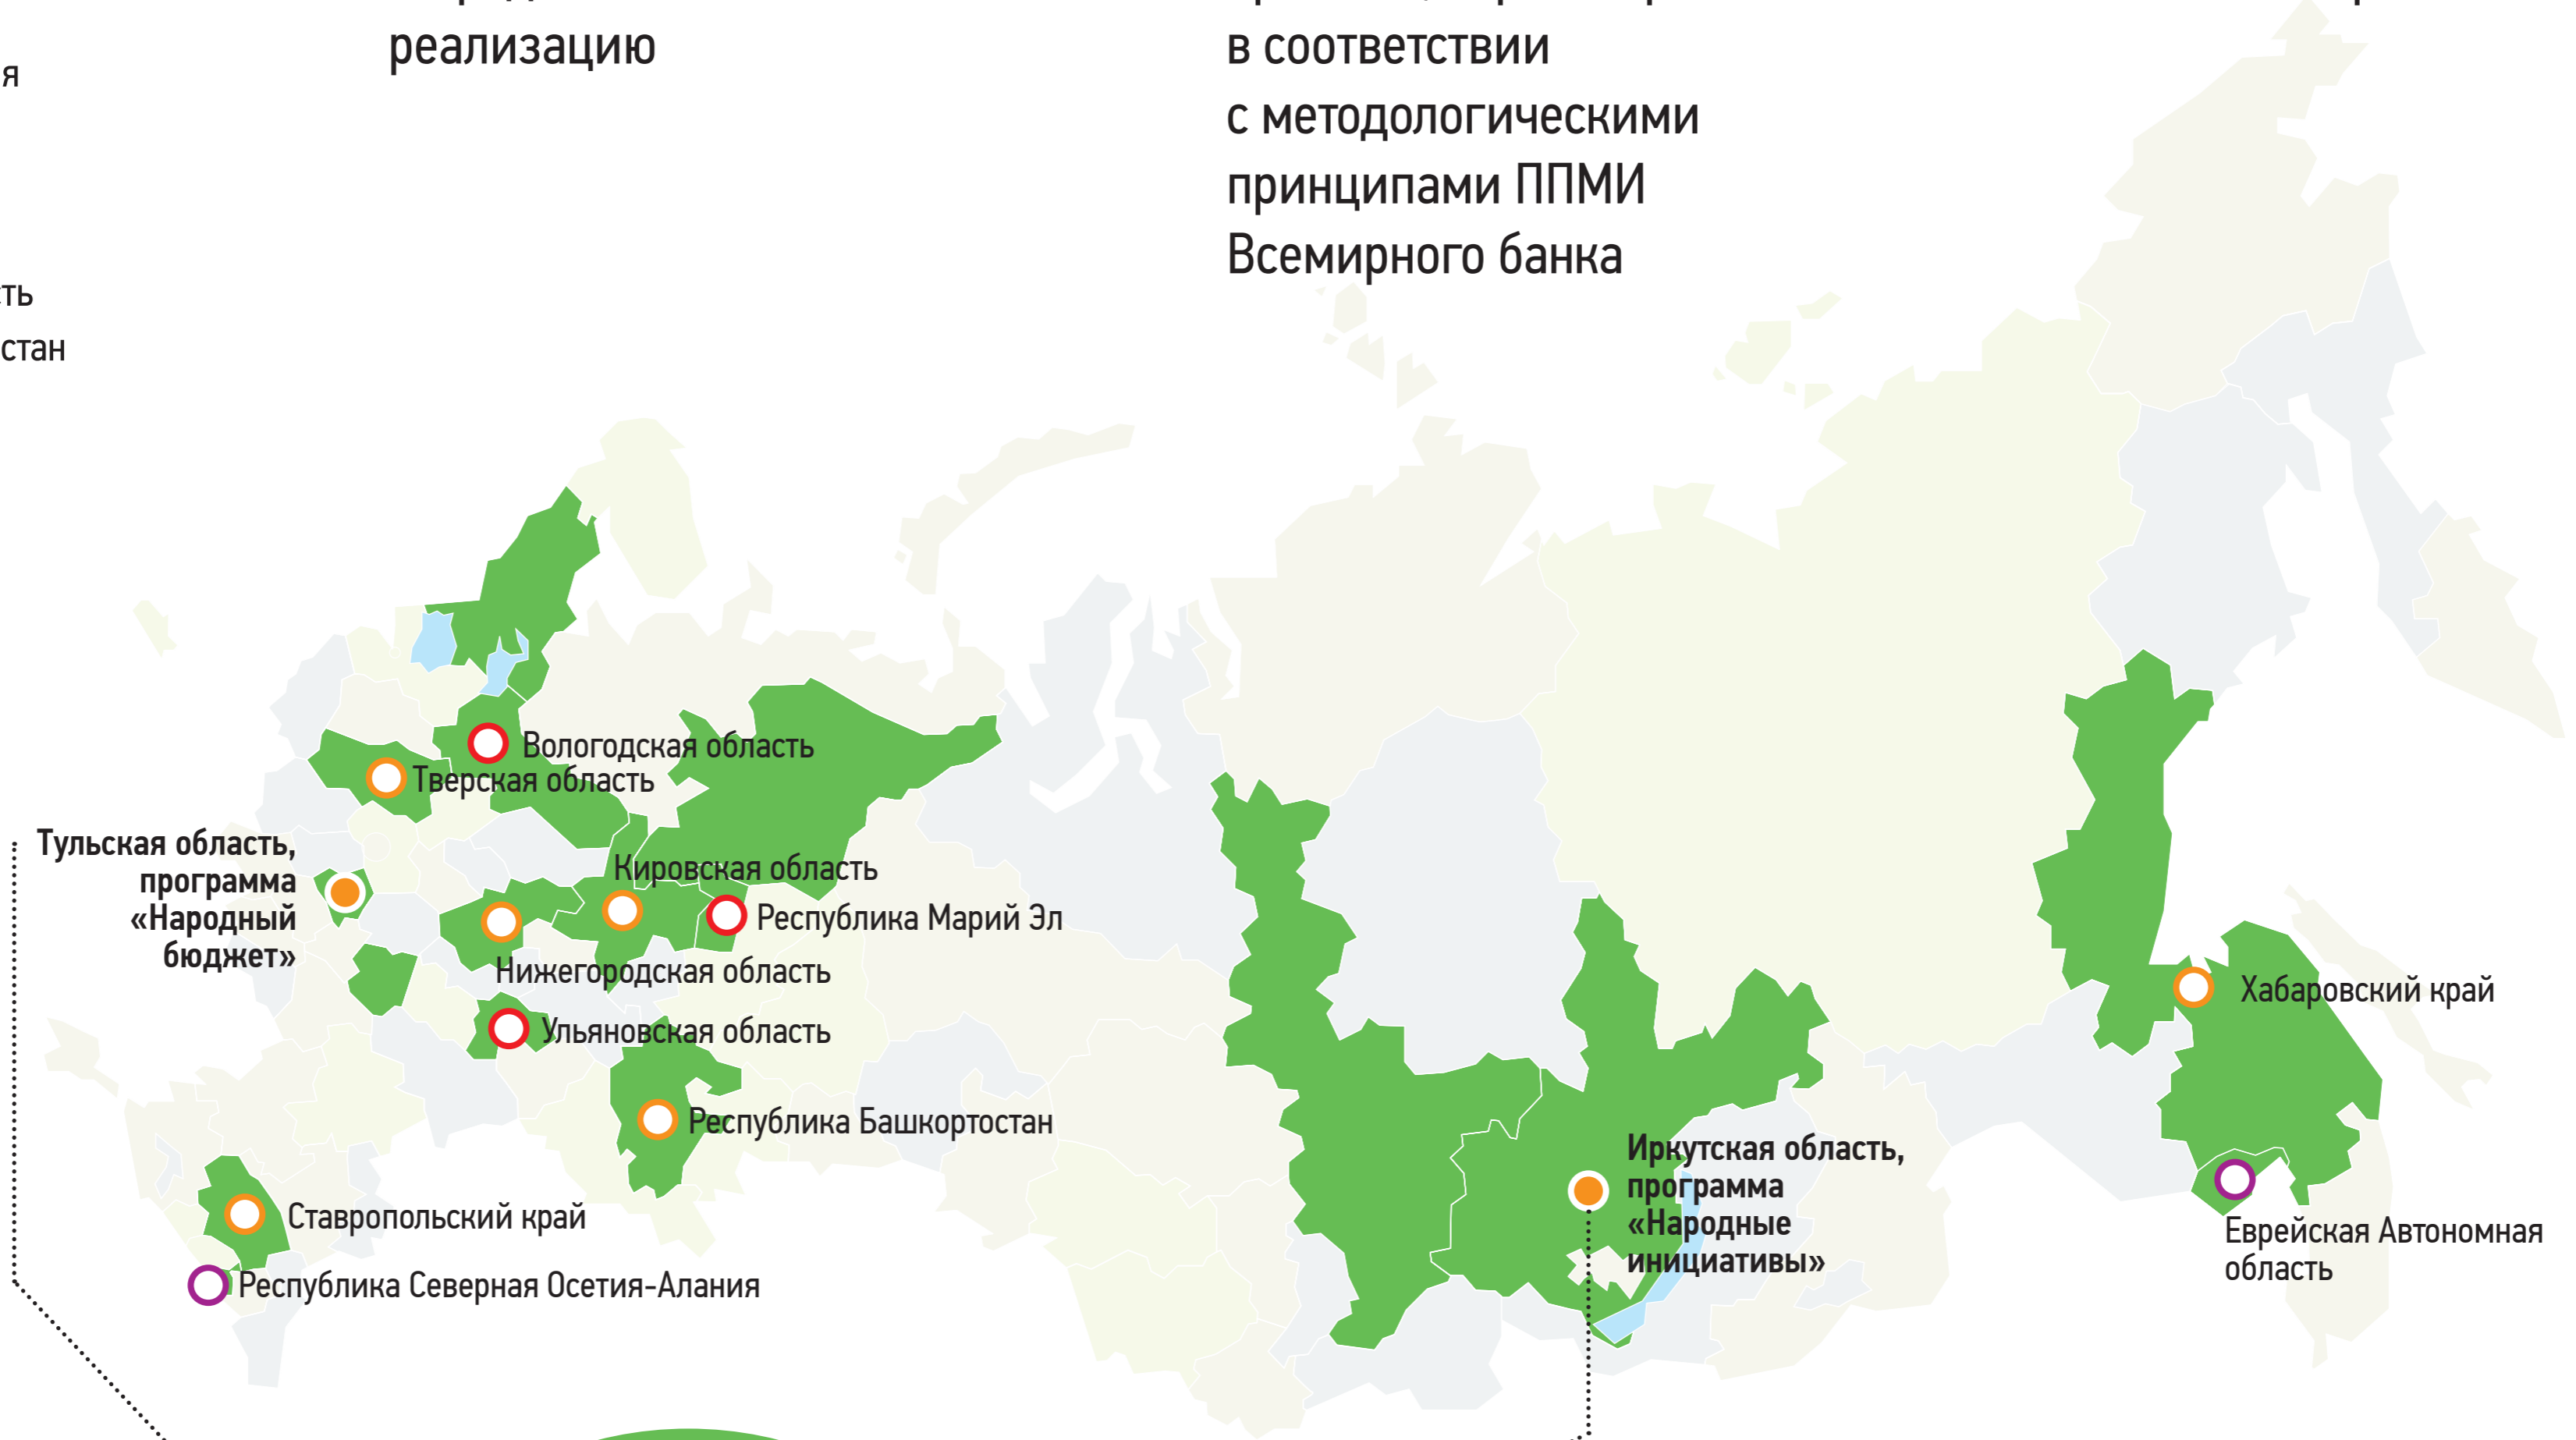 реализацию
в соответствии
с методологическими
принципами ППМИ
Всемирного банка
я
ть
стан
Вологодская область
Тверская область
Тульская область,
программа
«Народный
бюджет»
Кировская область
Республика Марий Эл
Нижегородская область
Ульяновская область
Хабаровский край
Республика Башкортостан
Иркутская область,
программа
«Народные
инициативы»
Ставропольский край
Еврейская Автономная
область
Республика Северная Осетия-Алания